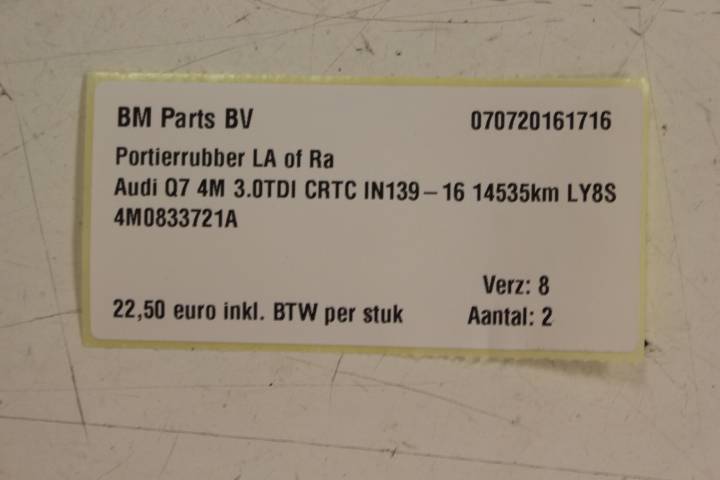 BM Parts BV 070720161716
Portierrubber LA of Ra
Audi Q7 4M 3.0TDI CRTC IN139-16 14535km LY8S
4M0833721A
Verz: 8
22,50 euro inkl. BTW per stuk Aantal: 2